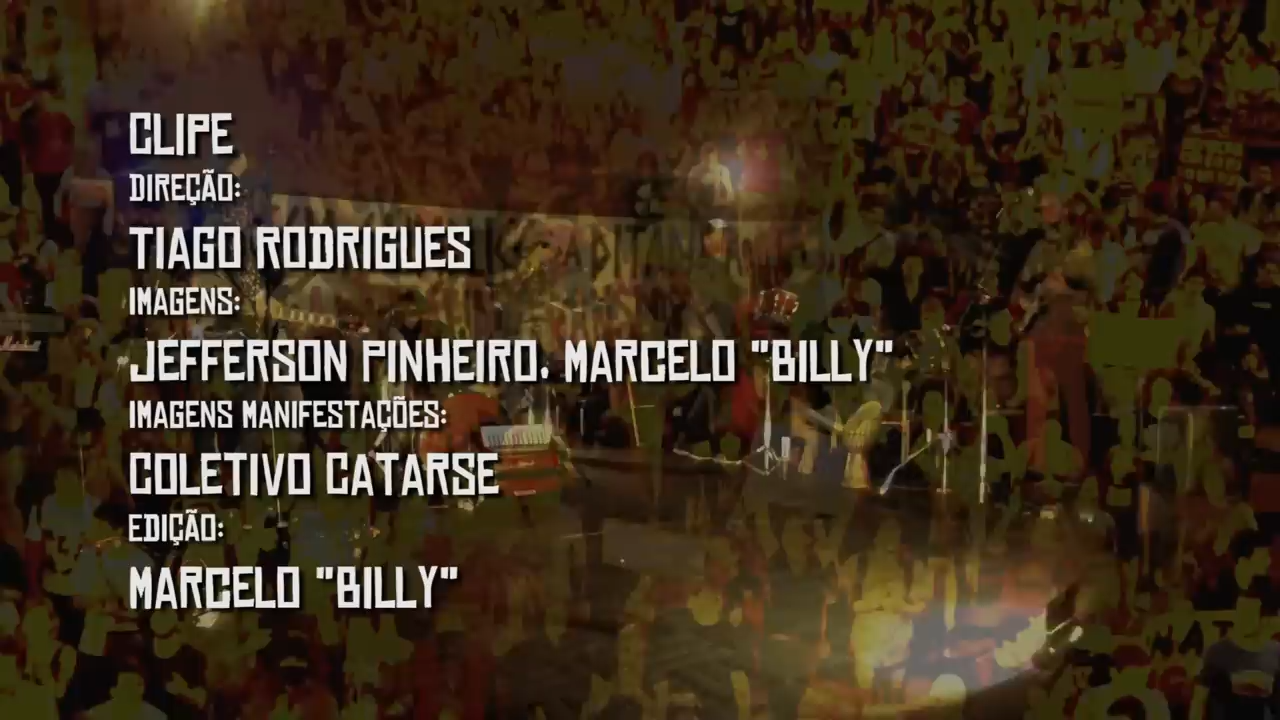 CLIPE
DIREÇÃO:
TIAGO RODRIGUES
IMAGENS:
JEFFERSON PINHEIRO, MARCELO "BILLY"
IMAGENS MANIFESTAÇÕES:
COLETIVO CATARSE
EDIÇÃO:
MARCELO "BILLY"